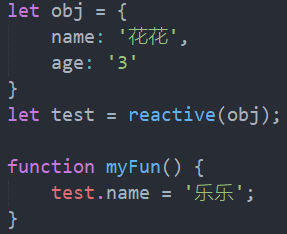 let obj = {
    name: '花花',
    age: '3'
}
let test = reactive(obj);

function myFun() {
    test.name = '乐乐';
}